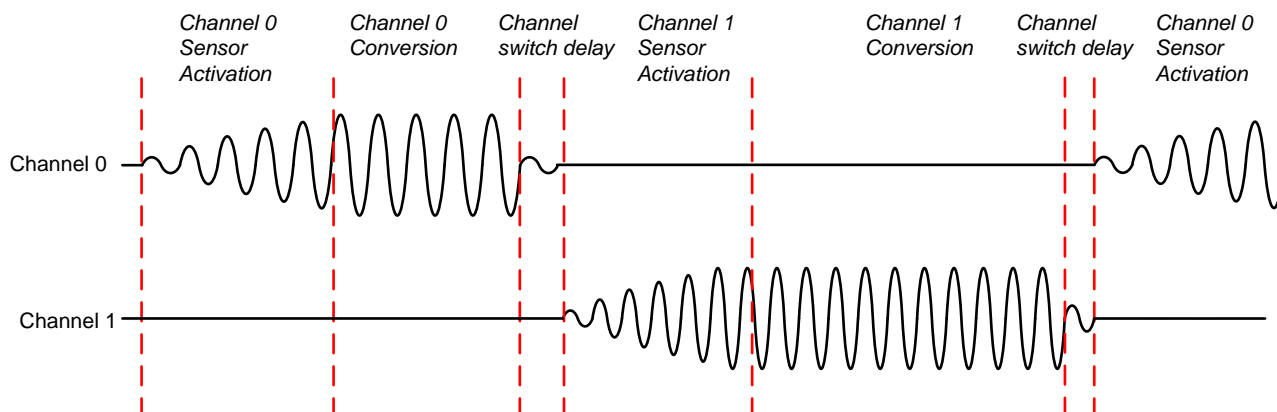 Channel 0
Sensor
Activation
Channel 0
Conversion
Channel
switch delay
Channel 1
Sensor
Activation
Channel 1
Conversion
Channel
switch delay
Channel 0
Sensor
Activation
Channel 0
Channel 1